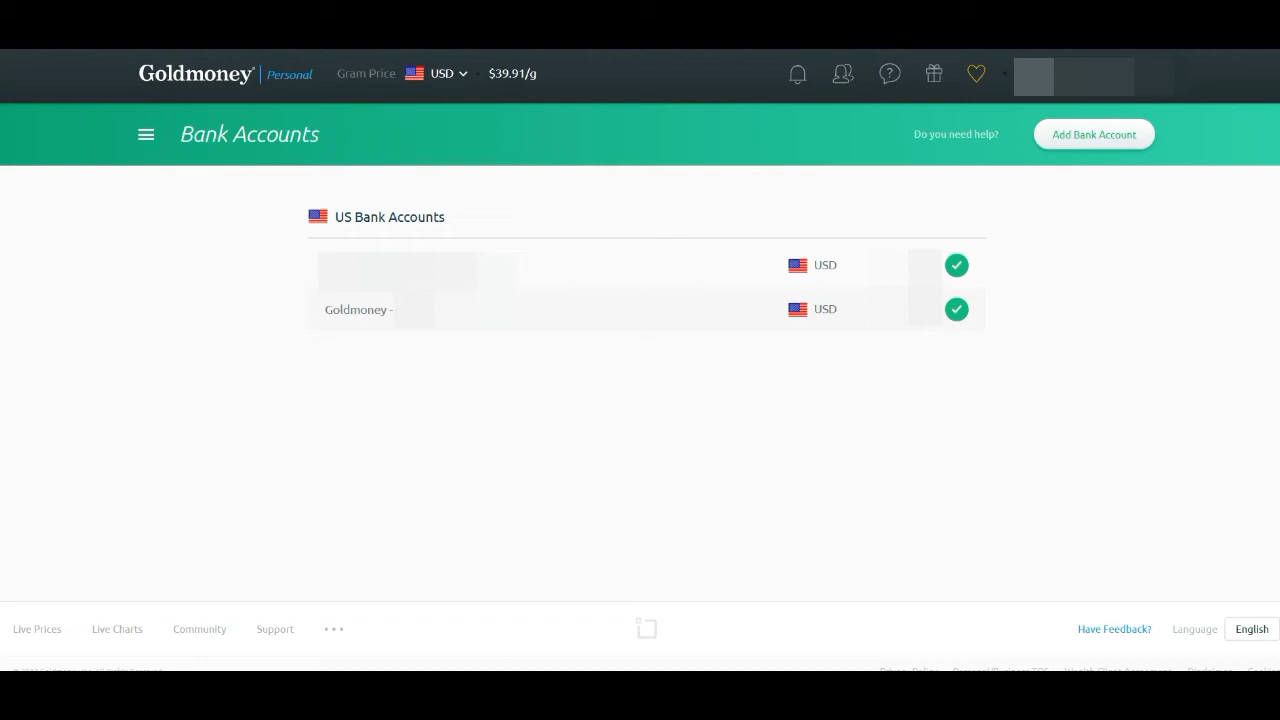 Goldmoney Personal Gram Price USD $39.91/g
Bank Accounts Do you need help? Add Bank Account
US Bank Accounts
USD
Goldmoney - USD
Live Prices Live Charts Community Support ••• Have Feedback? Language English